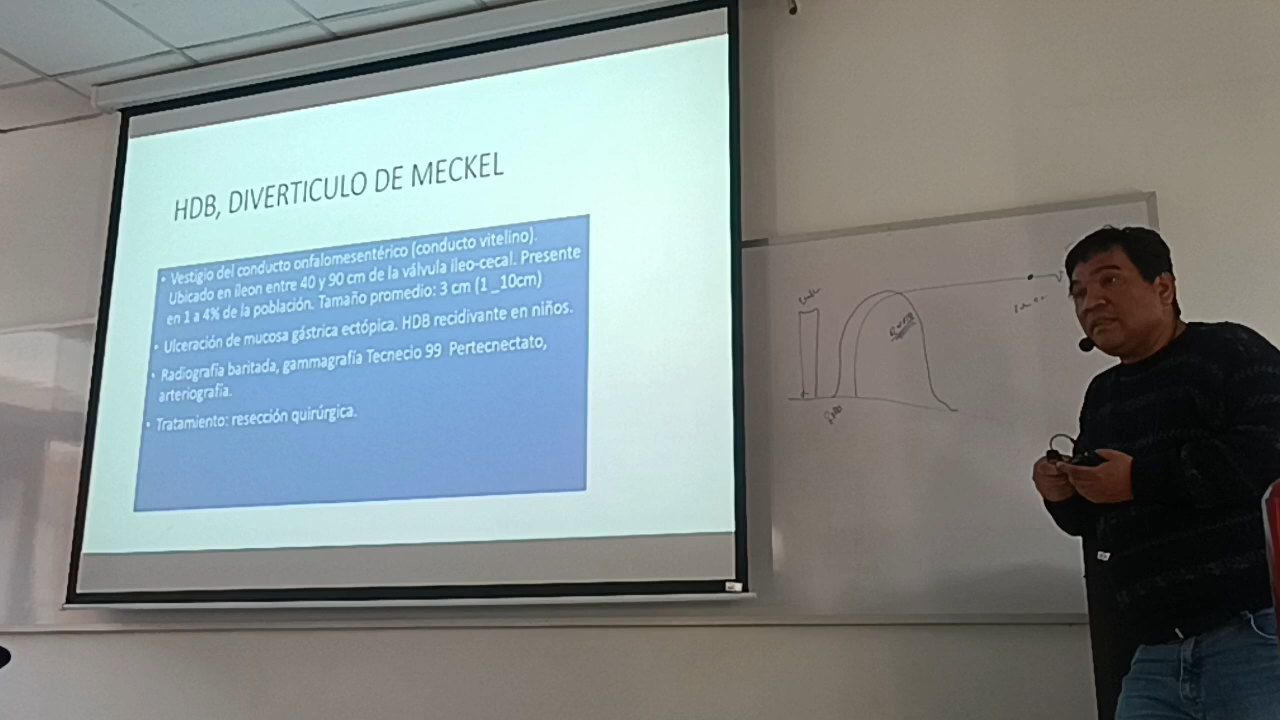 HDB, DIVERTICULO DE MECKEL
• Vestigio del conducto onfalomesentérico (conducto vitelino).
Ubicado en íleon entre 40 y 90 cm de la válvula ileo-cecal. Presente
en 1 a 4% de la población. Tamaño promedio: 3 cm (1 _10cm)
• Ulceración de mucosa gástrica ectópica. HDB recidivante en niños.
• Radiografía baritada, gammagrafía Tecnecio 99 Pertecnectato,
arteriografía.
• Tratamiento: resección quirúrgica.